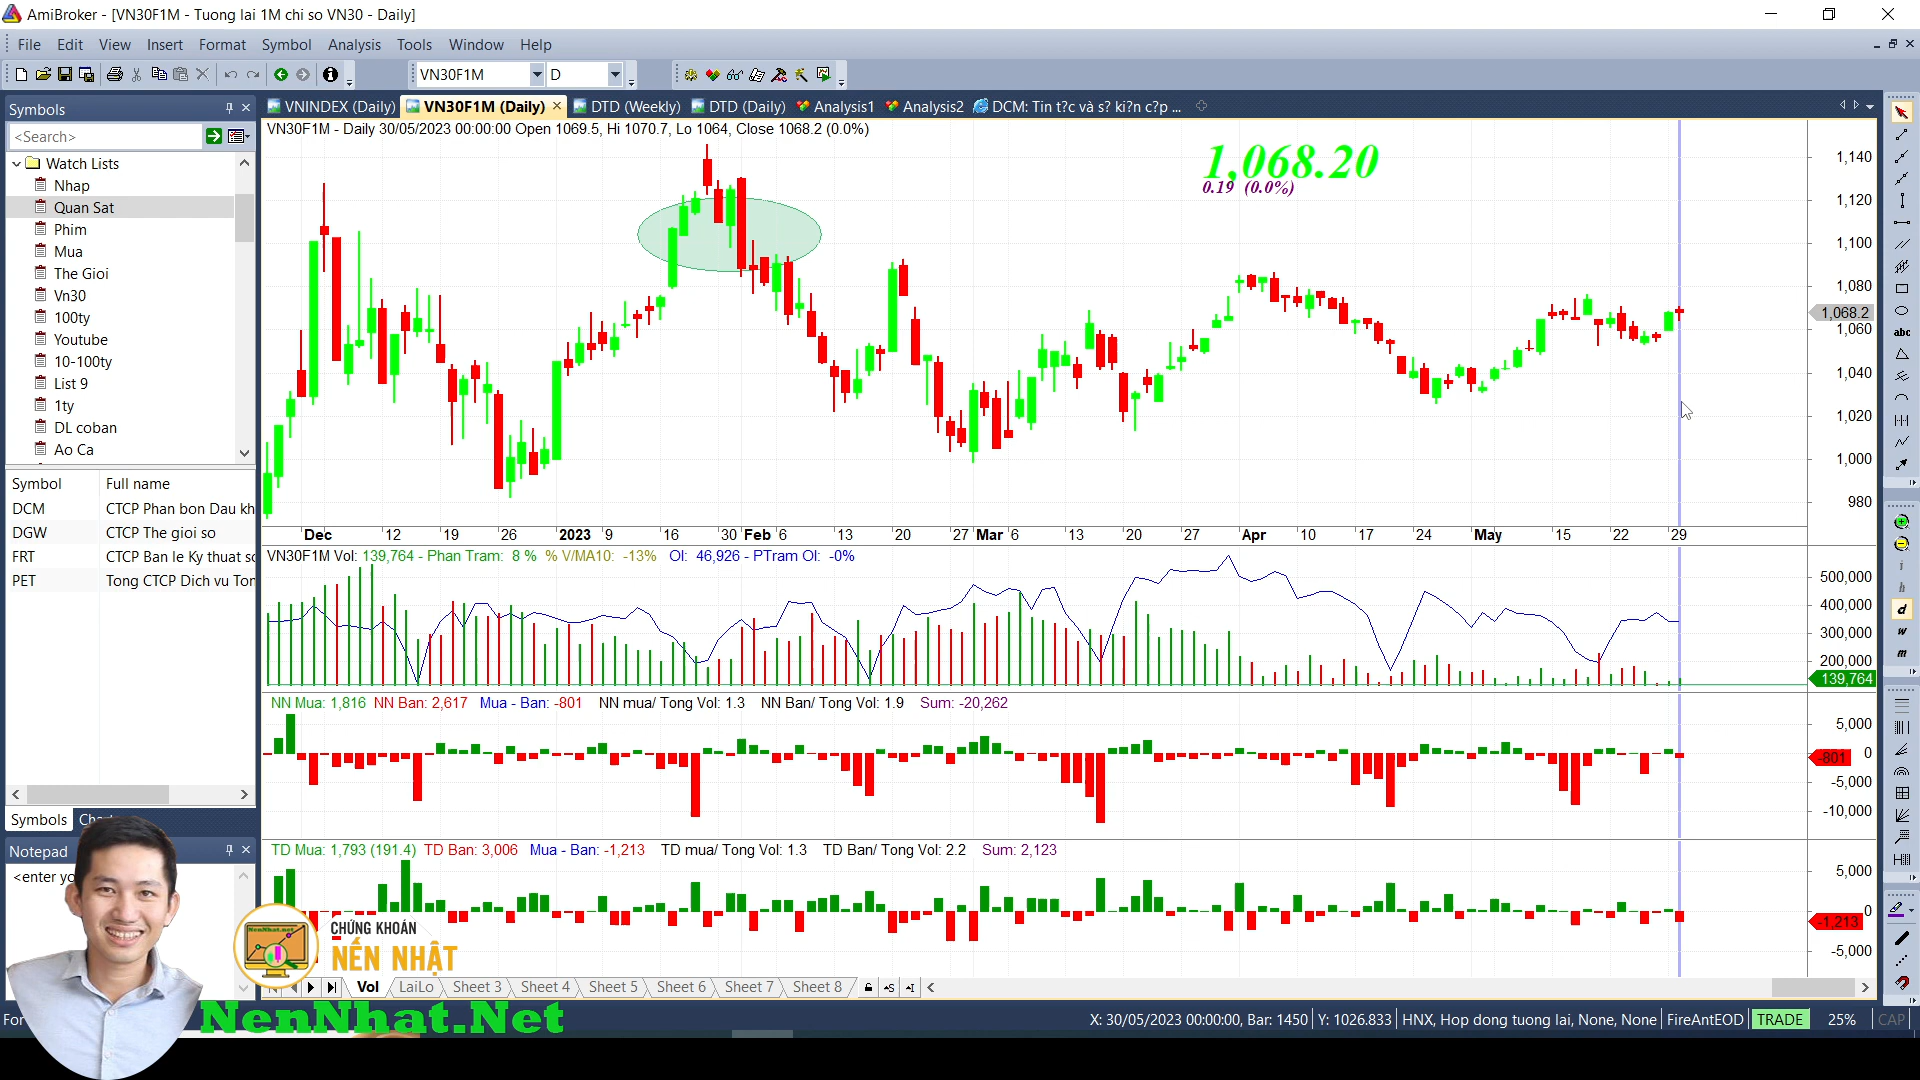 AmiBroker - [VN30F1M - Tuong lai 1M chi so VN30 - Daily]
File Edit View Insert Format Symbol Analysis Tools Window Help
VN30F1M D
Symbols
VNINDEX (Daily) VN30F1M (Daily) DTD (Weekly) DTD (Daily) Analysis1 Analysis2 DCM: Tin t?c và s? ki?n c?p ...
<Search>
VN30F1M - Daily 30/05/2023 00:00:00 Open 1069.5, Hi 1070.7, Lo 1064, Close 1068.2 (0.0%)
1,068.20
0.19 (0.0%)
Watch Lists
Nhap
Quan Sat
Phim
Mua
The Gioi
Vn30
100ty
Youtube
10-100ty
List 9
1ty
DL coban
Ao Ca
Symbol Full name
DCM CTCP Phan bon Dau kh
DGW CTCP The gioi so
FRT CTCP Ban le Ky thuat so
PET Tong CTCP Dich vu Ton
Symbols
Notepad
<enter yo
1,140
1,120
1,100
1,080
1,068.2
1,060
1,040
1,020
1,000
980
Dec 12 19 26 2023 9 16 30 Feb 6 13 20 27 Mar 6 13 20 27 Apr 10 17 24 May 15 22 29
VN30F1M Vol: 139,764 - Phan Tram: 8 % % V/MA10: -13% OI: 46,926 - PTram OI: -0%
500,000
400,000
300,000
200,000
139,764
NN Mua: 1,816 NN Ban: 2,617 Mua - Ban: -801 NN mua/ Tong Vol: 1.3 NN Ban/ Tong Vol: 1.9 Sum: -20,262
5,000
0
-801
-5,000
-10,000
TD Mua: 1,793 (191.4) TD Ban: 3,006 Mua - Ban: -1,213 TD mua/ Tong Vol: 1.3 TD Ban/ Tong Vol: 2.2 Sum: 2,123
5,000
0
-1,213
-5,000
abc
i
h
d
w
m
NenNhat.net
CHỨNG KHOÁN
NẾN NHẬT
Vol LaiLo Sheet 3 Sheet 4 Sheet 5 Sheet 6 Sheet 7 Sheet 8
NenNhat.Net
For
X: 30/05/2023 00:00:00, Bar: 1450 Y: 1026.833 HNX, Hop dong tuong lai, None, None FireAntEOD TRADE 25% CAP